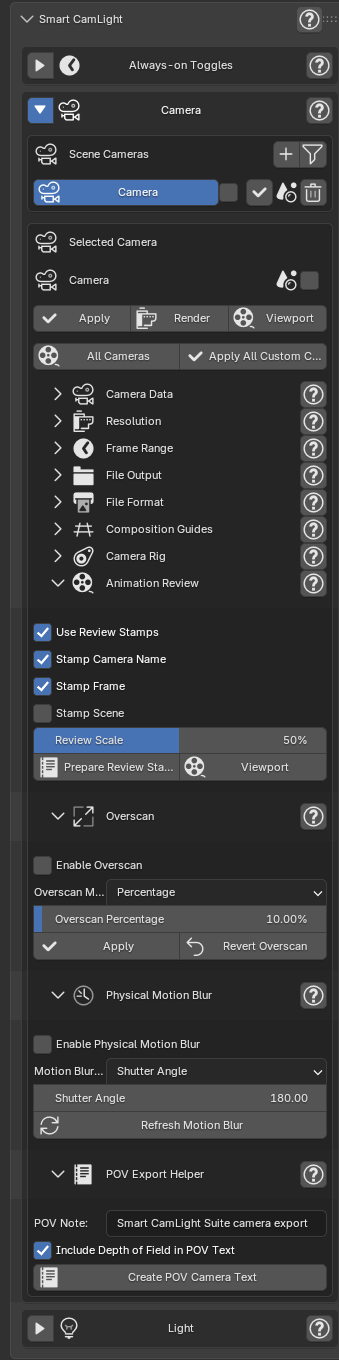 Smart CamLight
Always-on Toggles
Camera
Scene Cameras
Camera
Selected Camera
Camera
Apply Render Viewport
All Cameras Apply All Custom C...
Camera Data
Resolution
Frame Range
File Output
File Format
Composition Guides
Camera Rig
Animation Review
Use Review Stamps
Stamp Camera Name
Stamp Frame
Stamp Scene
Review Scale 50%
Prepare Review Sta... Viewport
Overscan
Enable Overscan
Overscan M... Percentage
Overscan Percentage 10.00%
Apply Revert Overscan
Physical Motion Blur
Enable Physical Motion Blur
Motion Blur... Shutter Angle
Shutter Angle 180.00
Refresh Motion Blur
POV Export Helper
POV Note: Smart CamLight Suite camera export
Include Depth of Field in POV Text
Create POV Camera Text
Light